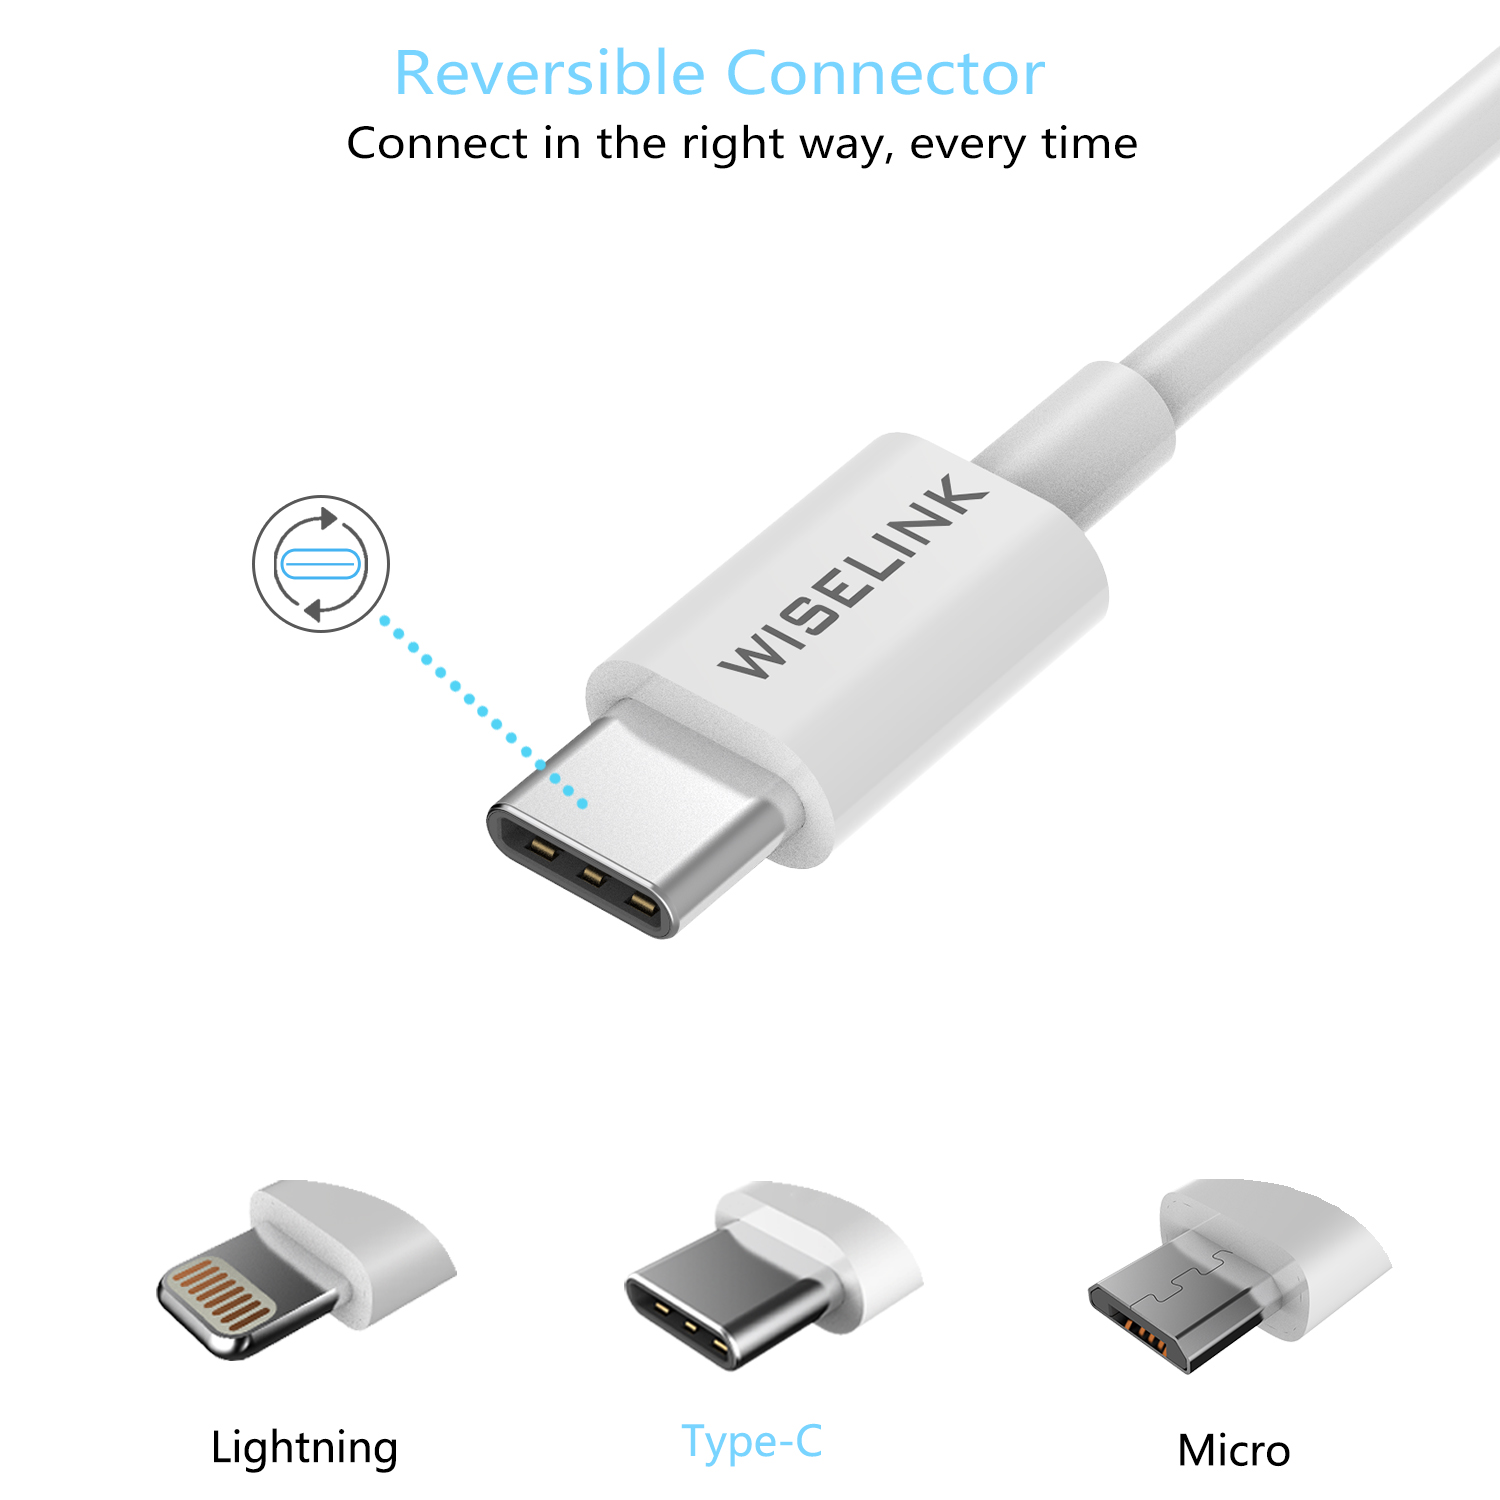 Reversible Connector
Connect in the right way, every time
WISELINK
Lightning
Type-C
Micro